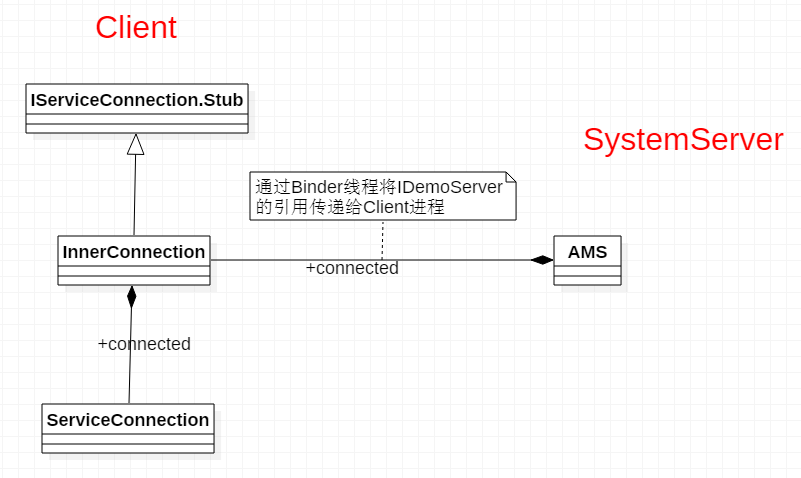 Client
IServiceConnection.Stub
SystemServer
通过Binder线程将IDemoServer
的引用传递给Client进程
InnerConnection
AMS
+connected
+connected
ServiceConnection